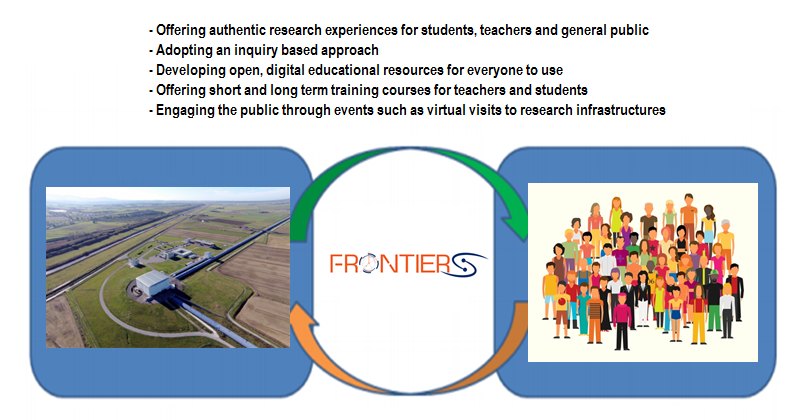 - Offering authentic research experiences for students, teachers and general public
- Adopting an inquiry based approach
- Developing open, digital educational resources for everyone to use
- Offering short and long term training courses for teachers and students
- Engaging the public through events such as virtual visits to research infrastructures
FRONTIERS